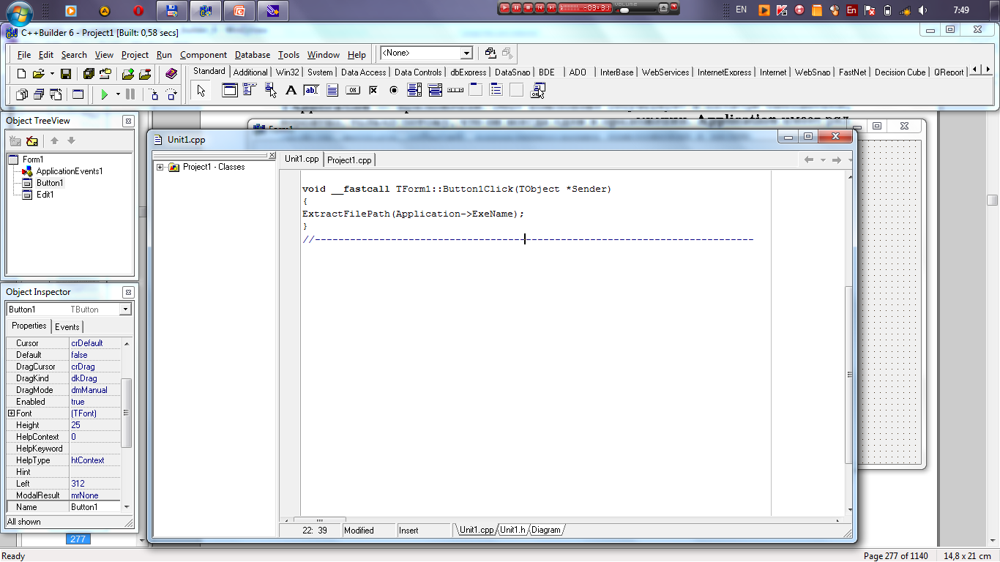 -03:33
VOLUME
EN
En
7:49
C++Builder 6 - Project1 [Built: 0,58 secs]
File Edit Search View Project Run Component Database Tools Window Help
<None>
Standard Additional Win32 System Data Access Data Controls dbExpress DataSnap BDE ADO InterBase WebServices InternetExpress Internet WebSnap FastNet Decision Cube QReport
Object TreeView
Form1
ApplicationEvents1
Button1
Edit1
Form1
Unit1.cpp
Project1 - Classes
Unit1.cpp Project1.cpp
void __fastcall TForm1::Button1Click(TObject *Sender)
{
ExtractFilePath(Application->ExeName);
}
//---------------------------------------------------------------------------
Object Inspector
Button1 TButton
Properties Events
Cursor crDefault
Default false
DragCursor crDrag
DragKind dkDrag
DragMode dmManual
Enabled true
Font (TFont)
Height 25
HelpContext 0
HelpKeyword
HelpType htContext
Hint
Left 312
ModalResult mrNone
Name Button1
All shown
22: 39 Modified Insert Unit1.cpp Unit1.h Diagram
277
Ready
Page 277 of 1140 14,8 x 21 cm